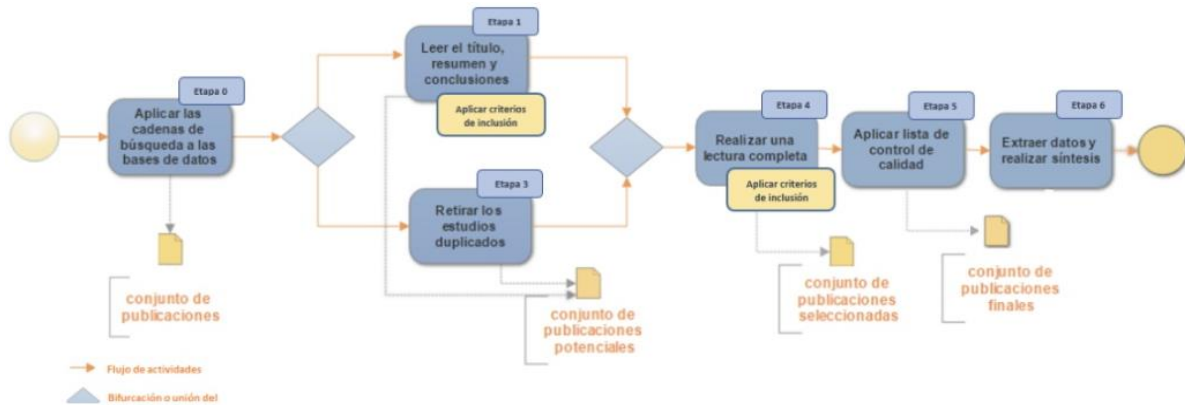 Etapa 0
Aplicar las
cadenas de
búsqueda a las
bases de datos
conjunto de
publicaciones
Etapa 1
Leer el título,
resumen y
conclusiones
Aplicar criterios
de inclusión
Etapa 3
Retirar los
estudios
duplicados
conjunto de
publicaciones
potenciales
Etapa 4
Realizar una
lectura completa
Aplicar criterios
de inclusión
conjunto de
publicaciones
seleccionadas
Etapa 5
Aplicar lista de
control de
calidad
conjunto de
publicaciones
finales
Etapa 6
Extraer datos y
realizar síntesis
Flujo de actividades
Bifurcación o unión del